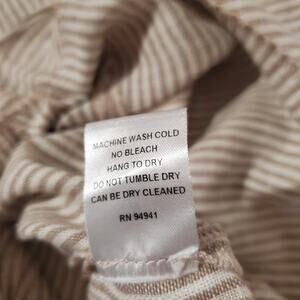 MACHINE WASH COLD
NO BLEACH
HANG TO DRY
DO NOT TUMBLE DRY
CAN BE DRY CLEANED
RN 94941